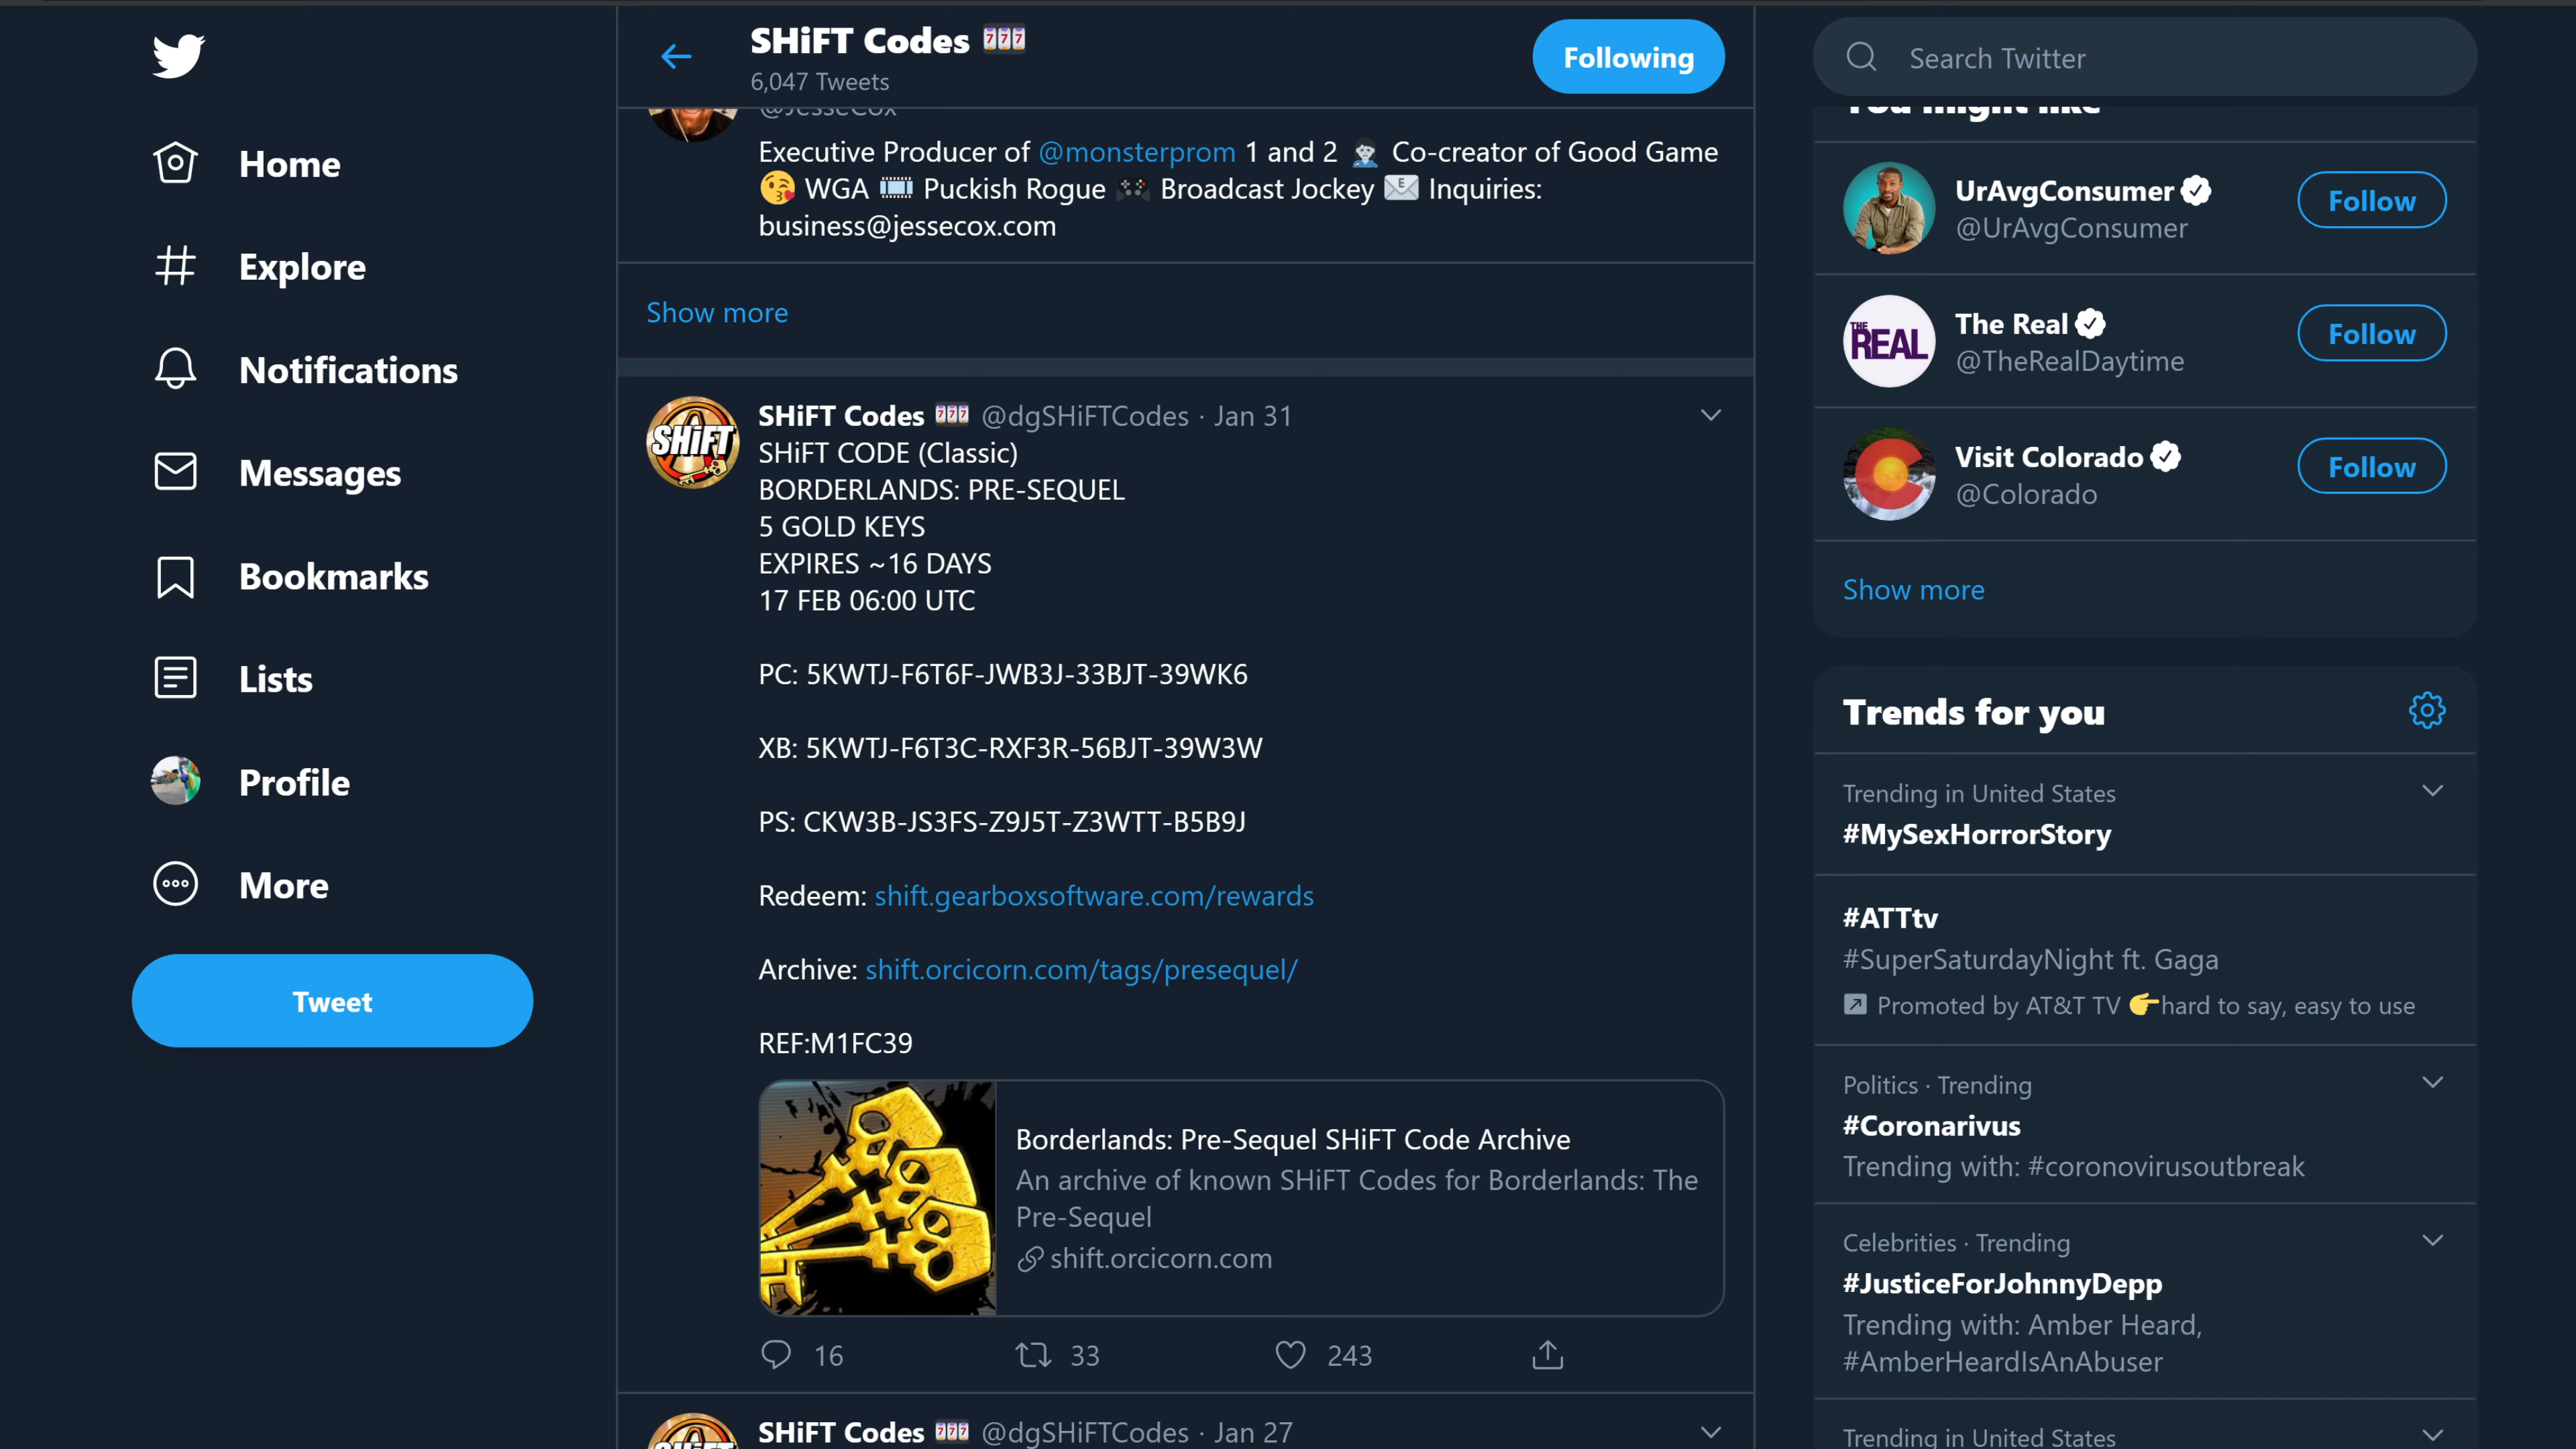 Home
Explore
Notifications
Messages
Bookmarks
Lists
Profile
More
Tweet
SHiFT Codes
6,047 Tweets
Following
@JesseCox
Executive Producer of @monsterprom 1 and 2 Co-creator of Good Game
WGA Puckish Rogue Broadcast Jockey Inquiries:
business@jessecox.com
Show more
SHiFT Codes @dgSHiFTCodes · Jan 31
SHiFT
SHiFT CODE (Classic)
BORDERLANDS: PRE-SEQUEL
5 GOLD KEYS
EXPIRES ~16 DAYS
17 FEB 06:00 UTC
PC: 5KWTJ-F6T6F-JWB3J-33BJT-39WK6
XB: 5KWTJ-F6T3C-RXF3R-56BJT-39W3W
PS: CKW3B-JS3FS-Z9J5T-Z3WTT-B5B9J
Redeem: shift.gearboxsoftware.com/rewards
Archive: shift.orcicorn.com/tags/presequel/
REF:M1FC39
Borderlands: Pre-Sequel SHiFT Code Archive
An archive of known SHiFT Codes for Borderlands: The
Pre-Sequel
shift.orcicorn.com
16 33 243
SHiFT Codes @dgSHiFTCodes · Jan 27
SHiFT
Search Twitter
You might like
UrAvgConsumer
@UrAvgConsumer
Follow
THE REAL
The Real
@TheRealDaytime
Follow
Visit Colorado
@Colorado
Follow
Show more
Trends for you
Trending in United States
#MySexHorrorStory
#ATTtv
#SuperSaturdayNight ft. Gaga
Promoted by AT&T TV 👉hard to say, easy to use
Politics · Trending
#Coronarivus
Trending with: #coronovirusoutbreak
Celebrities · Trending
#JusticeForJohnnyDepp
Trending with: Amber Heard,
#AmberHeardIsAnAbuser
Trending in United States